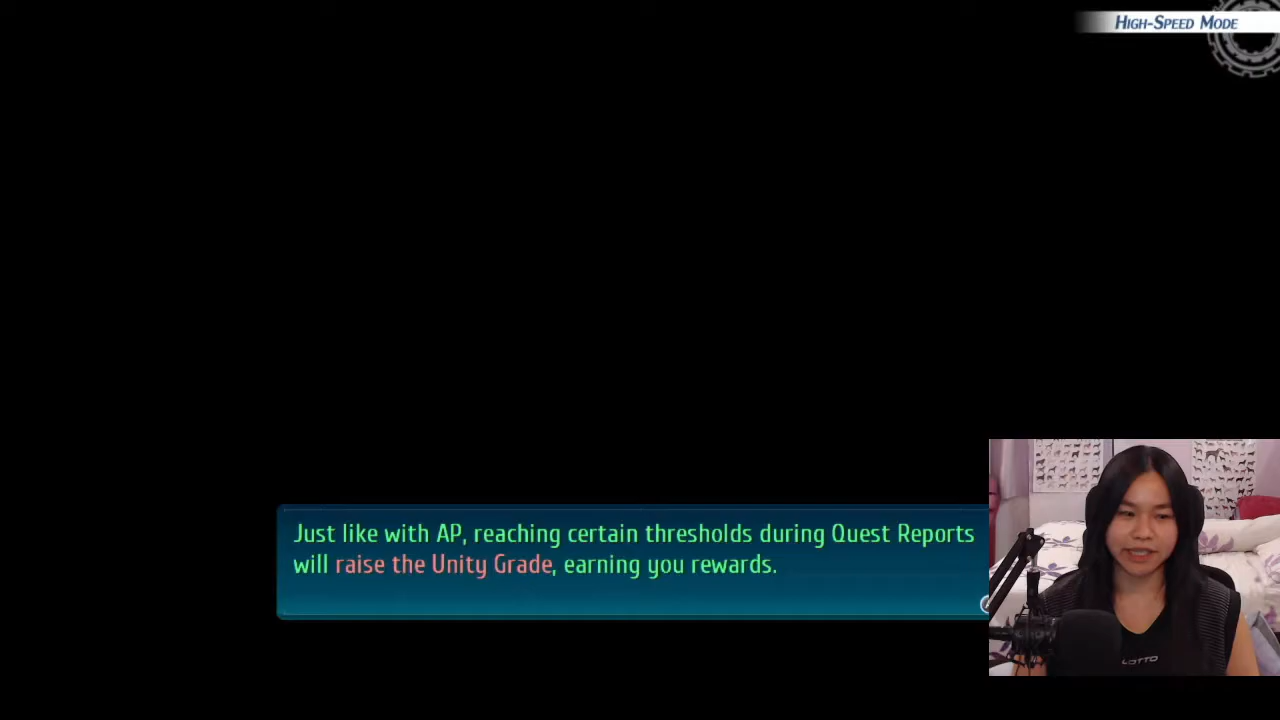 High-Speed Mode
Just like with AP, reaching certain thresholds during Quest Reports
will raise the Unity Grade, earning you rewards.
LOTTO